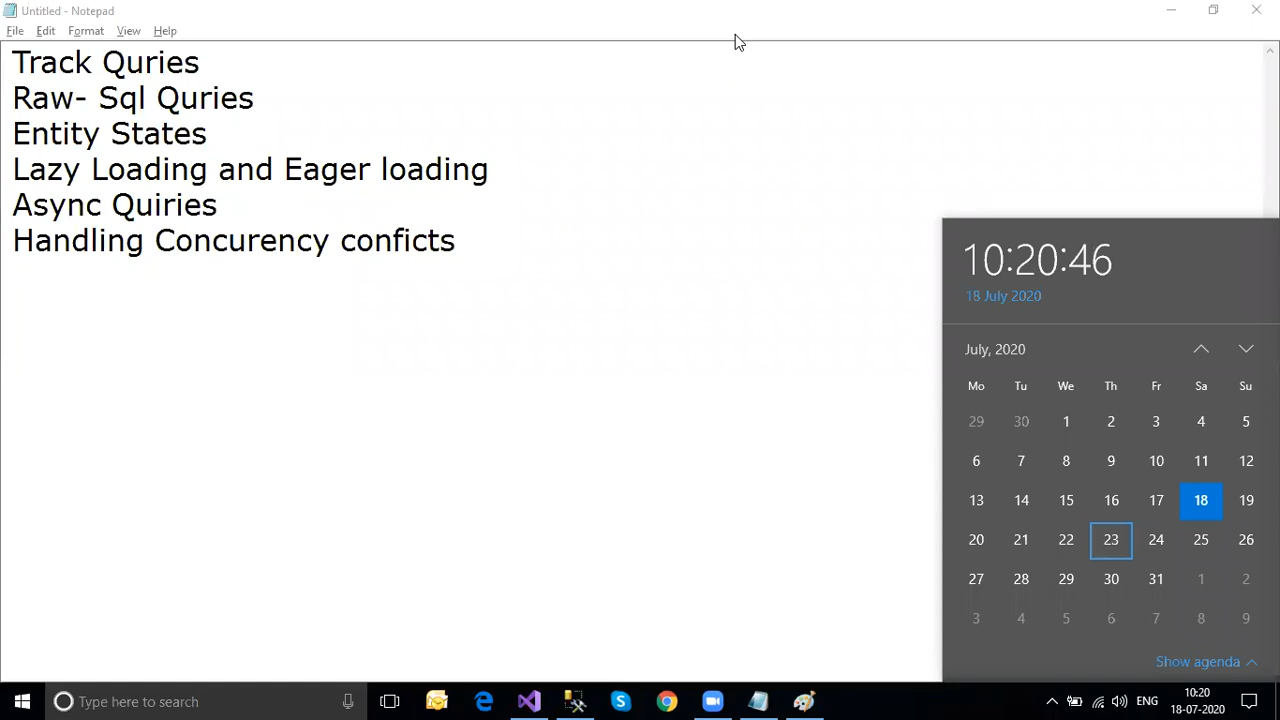 Untitled - Notepad
File Edit Format View Help
Track Quries
Raw- Sql Quries
Entity States
Lazy Loading and Eager loading
Async Quiries
Handling Concurency conficts
10:20:46
18 July 2020
July, 2020
Mo Tu We Th Fr Sa Su
29 30 1 2 3 4 5
6 7 8 9 10 11 12
13 14 15 16 17 18 19
20 21 22 23 24 25 26
27 28 29 30 31 1 2
3 4 5 6 7 8 9
Show agenda
Type here to search
ENG
10:20
18-07-2020